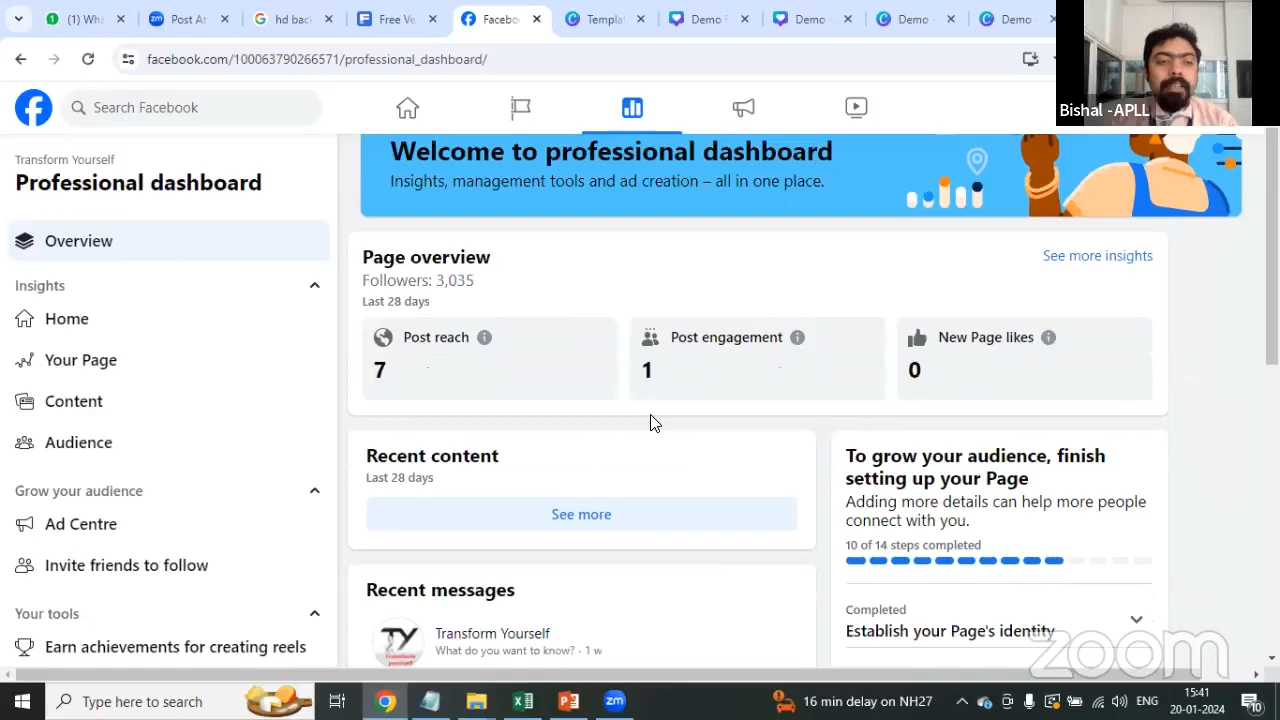 (1) Wh
Post At
hd back
Free Ve
Facebo
Templa
Demo
Demo
Demo
Demo
facebook.com/100063790266571/professional_dashboard/
Bishal -APLL
Search Facebook
Transform Yourself
Professional dashboard
Welcome to professional dashboard
Insights, management tools and ad creation – all in one place.
Overview
Insights
Home
Your Page
Content
Audience
Grow your audience
Ad Centre
Invite friends to follow
Your tools
Earn achievements for creating reels
Page overview
See more insights
Followers: 3,035
Last 28 days
Post reach
7
Post engagement
1
New Page likes
0
Recent content
Last 28 days
See more
Recent messages
TY
Transform Yourself
What do you want to know? · 1 w
To grow your audience, finish
setting up your Page
Adding more details can help more people
connect with you.
10 of 14 steps completed
Completed
Establish your Page's identity
zoom
Type here to search
16 min delay on NH27
ENG
15:41
20-01-2024
10